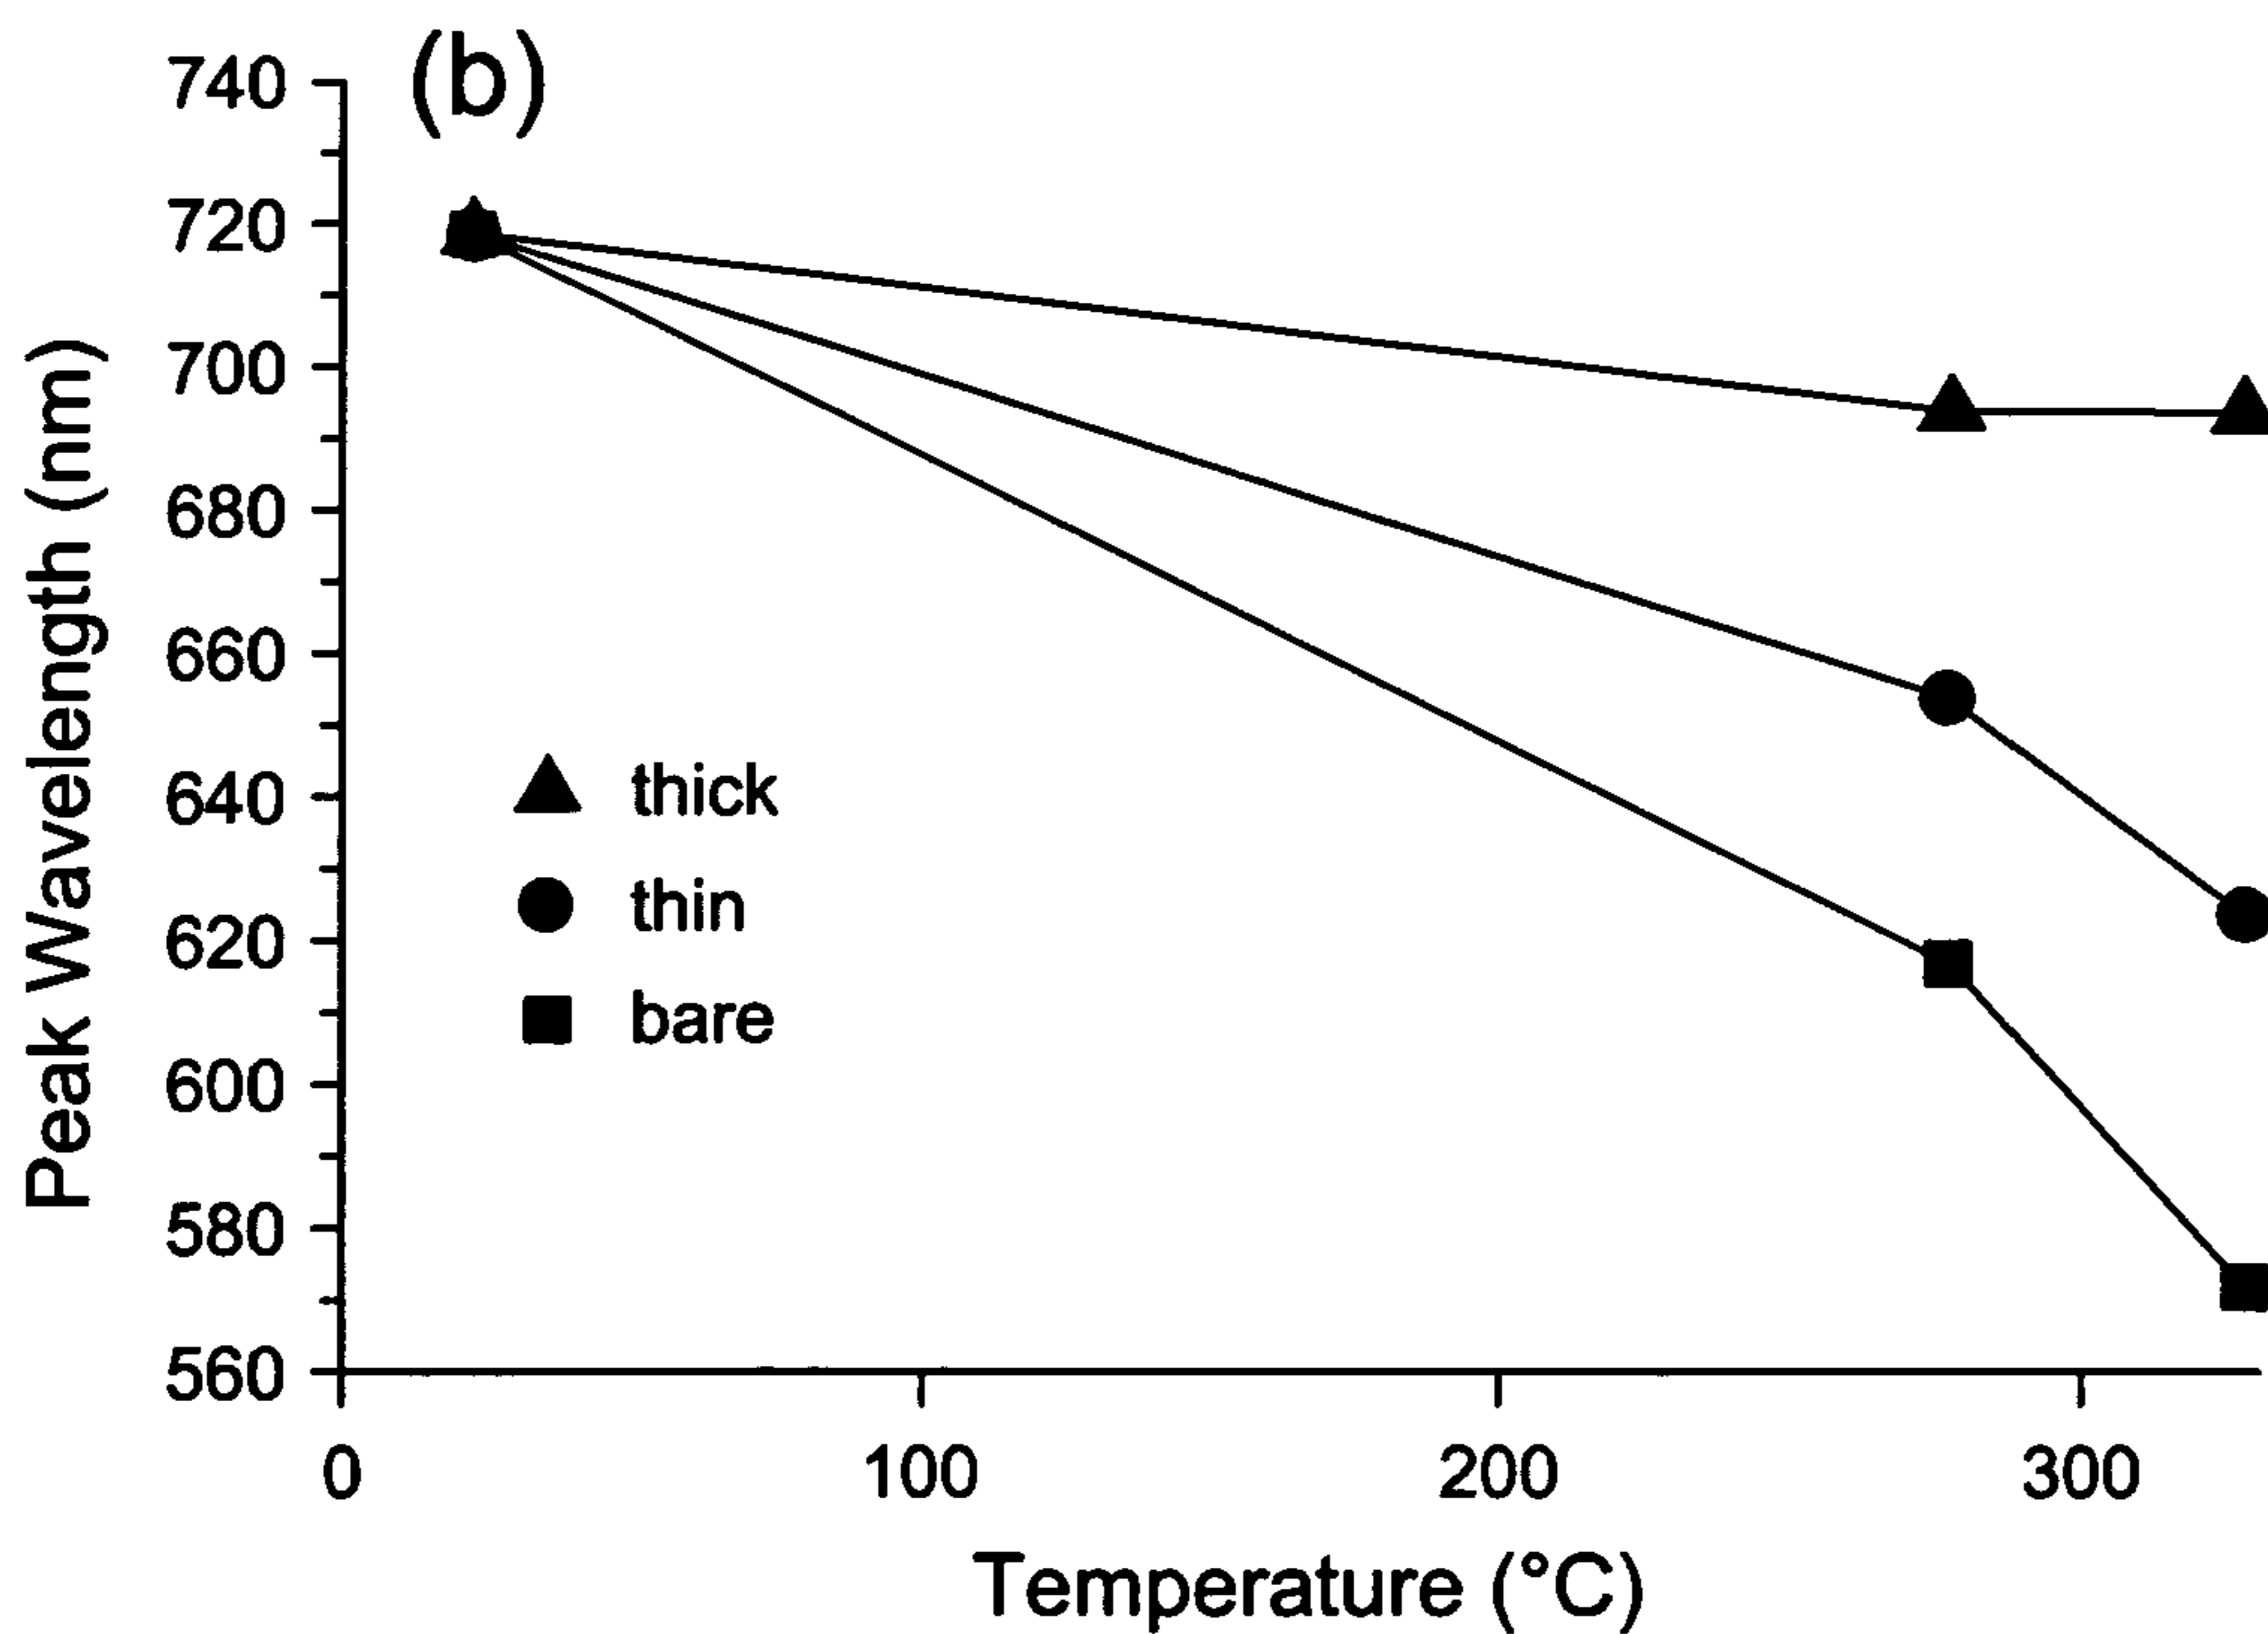 (b)
740
720
700
680
660
640
620
600
580
560
Peak Wavelength (nm)
thick
thin
bare
0 100 200 300
Temperature (°C)